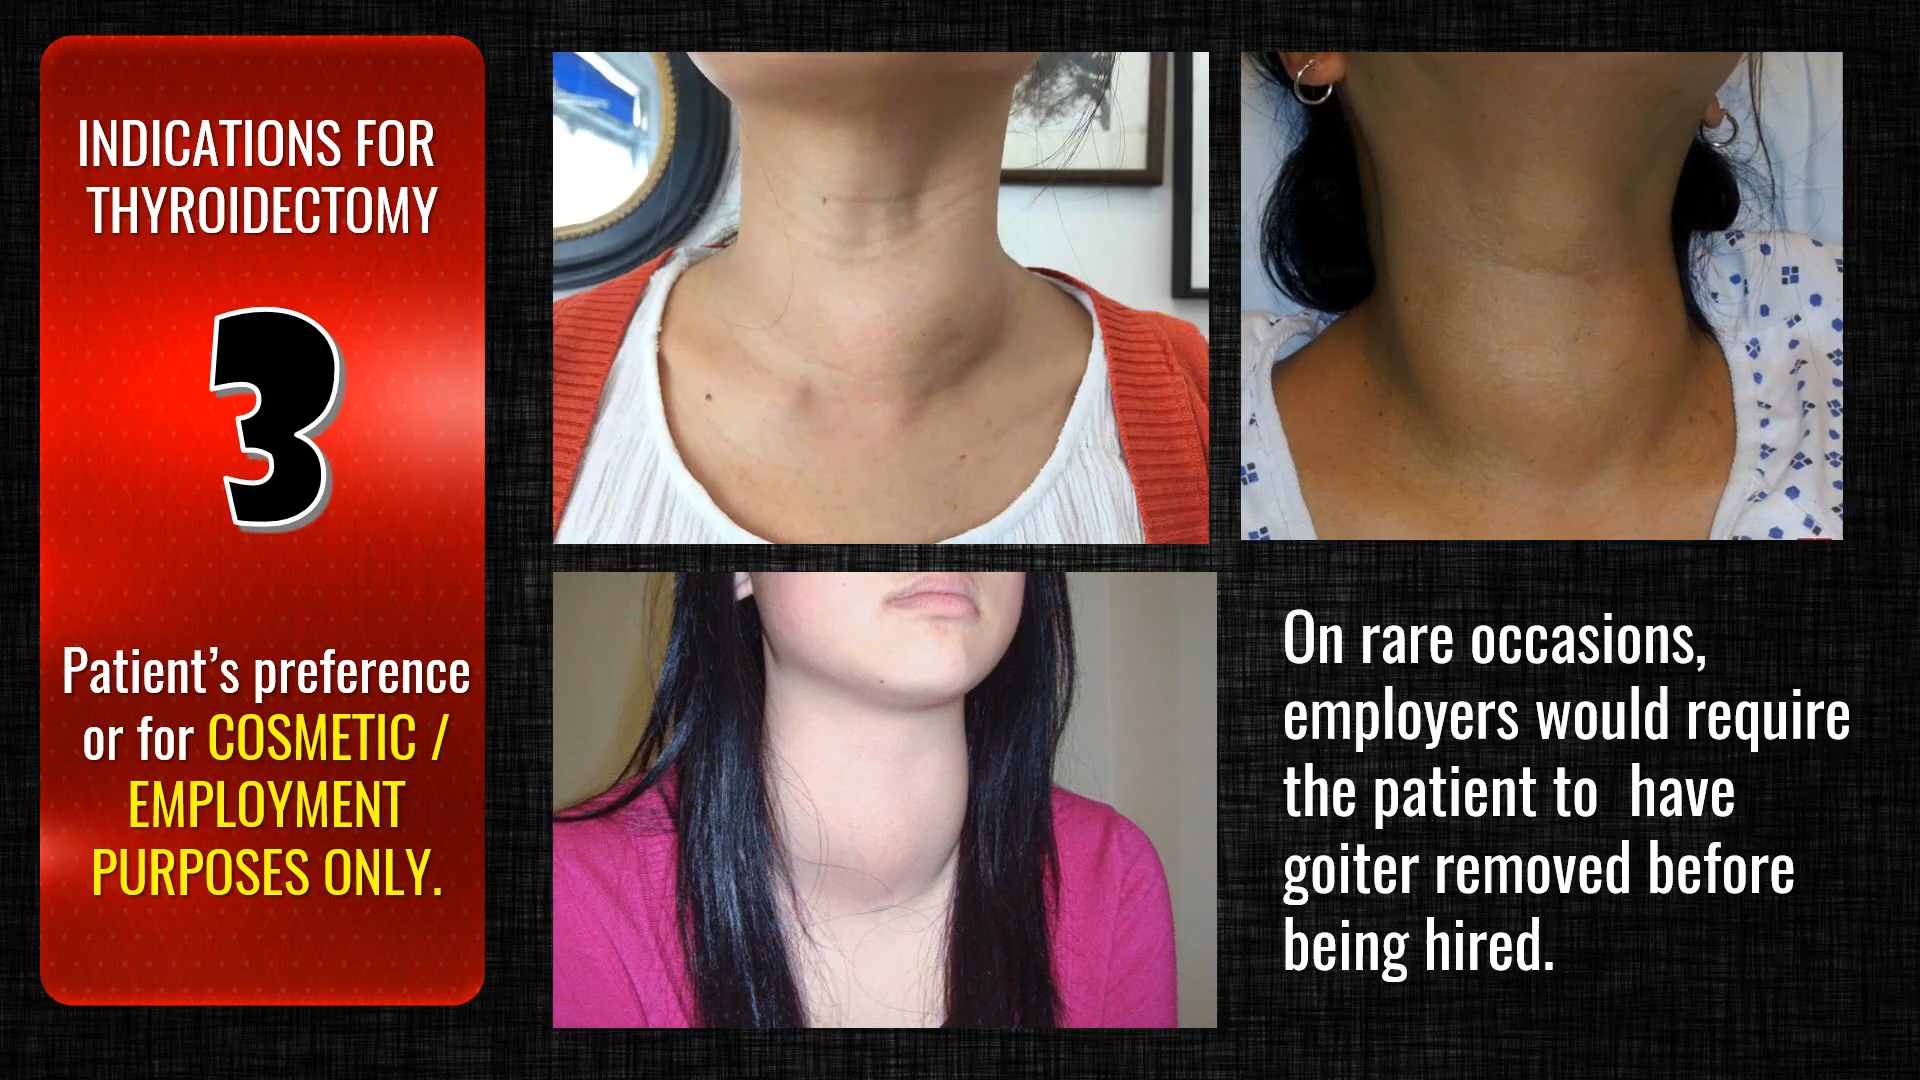 INDICATIONS FOR
THYROIDECTOMY
3
Patient’s preference
or for COSMETIC /
EMPLOYMENT
PURPOSES ONLY.
On rare occasions,
employers would require
the patient to  have
goiter removed before
being hired.